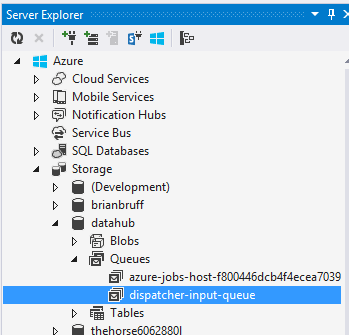 Server Explorer
Azure
Cloud Services
Mobile Services
Notification Hubs
Service Bus
SQL Databases
Storage
(Development)
brianbruff
datahub
Blobs
Queues
azure-jobs-host-f800446dcb4f4ecea7039
dispatcher-input-queue
Tables
thehorse6062880l